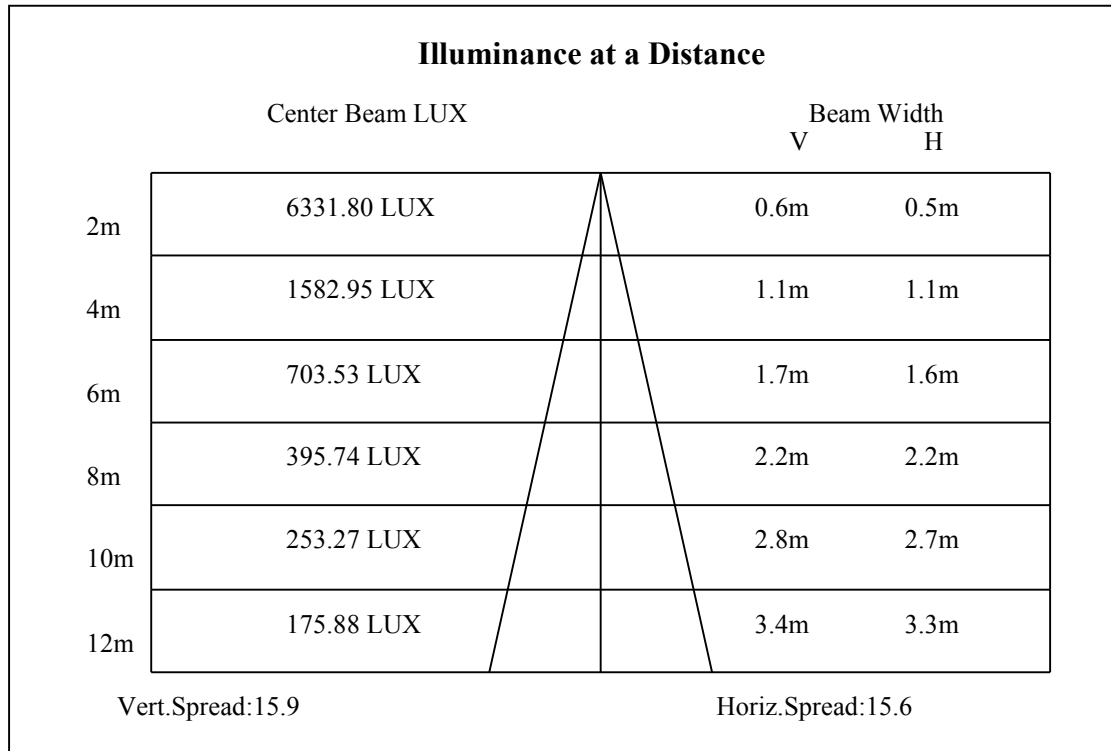 Illuminance at a Distance
Center Beam LUX Beam Width
V H
2m 6331.80 LUX 0.6m 0.5m
4m 1582.95 LUX 1.1m 1.1m
6m 703.53 LUX 1.7m 1.6m
8m 395.74 LUX 2.2m 2.2m
10m 253.27 LUX 2.8m 2.7m
12m 175.88 LUX 3.4m 3.3m
Vert.Spread:15.9 Horiz.Spread:15.6